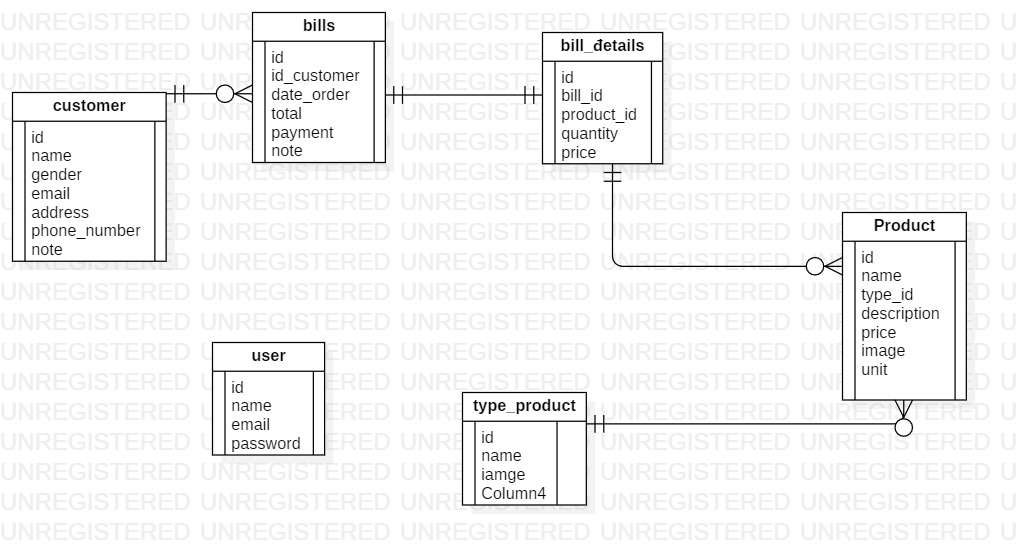 bills
id
id_customer
date_order
total
payment
note
bill_details
id
bill_id
product_id
quantity
price
customer
id
name
gender
email
address
phone_number
note
Product
id
name
type_id
description
price
image
unit
user
id
name
email
password
type_product
id
name
iamge
Column4
UNREGISTERED